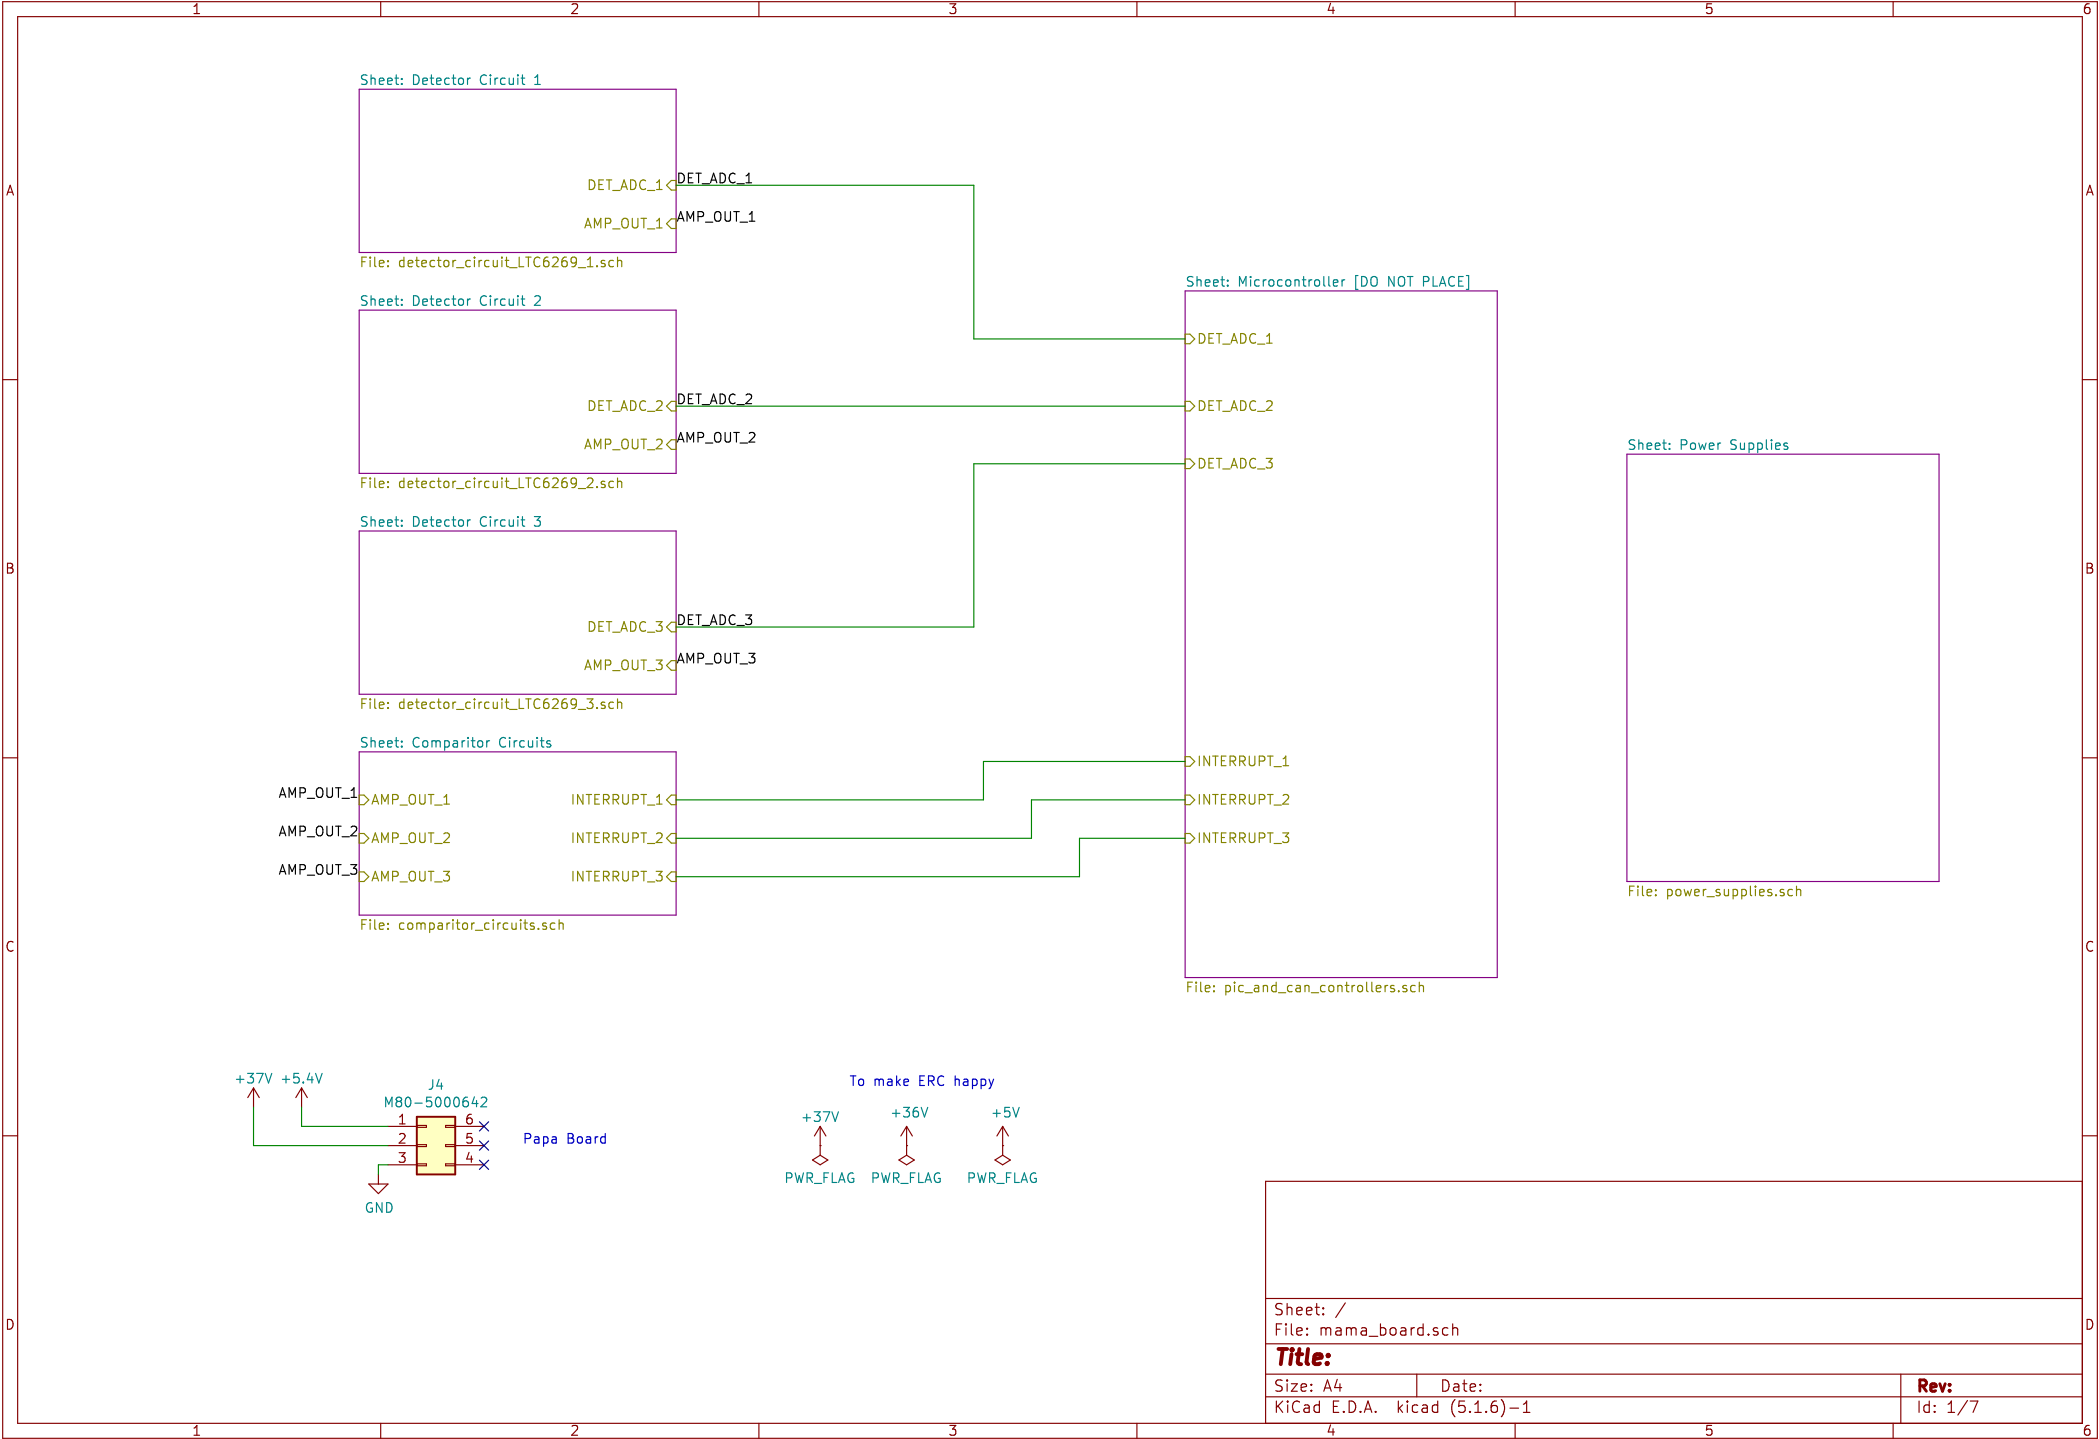 1 2 3 4 5 6
Sheet: Detector Circuit 1
DET_ADC_1 DET_ADC_1
A A
AMP_OUT_1 AMP_OUT_1
File: detector_circuit_LTC6269_1.sch
Sheet: Microcontroller [DO NOT PLACE]
Sheet: Detector Circuit 2
DET_ADC_1
DET_ADC_2 DET_ADC_2 DET_ADC_2
AMP_OUT_2 AMP_OUT_2
Sheet: Power Supplies
DET_ADC_3
File: detector_circuit_LTC6269_2.sch
Sheet: Detector Circuit 3
B B
DET_ADC_3 DET_ADC_3
AMP_OUT_3 AMP_OUT_3
File: detector_circuit_LTC6269_3.sch
Sheet: Comparitor Circuits
INTERRUPT_1
AMP_OUT_1 AMP_OUT_1 INTERRUPT_1 INTERRUPT_2
AMP_OUT_2 AMP_OUT_2 INTERRUPT_2 INTERRUPT_3
AMP_OUT_3 AMP_OUT_3 INTERRUPT_3
File: power_supplies.sch
File: comparitor_circuits.sch
C C
File: pic_and_can_controllers.sch
+37V +5.4V
J4
M80-5000642
1 6
2 5
3 4
Papa Board
GND
To make ERC happy
+37V +36V +5V
PWR_FLAG PWR_FLAG PWR_FLAG
Sheet: /
File: mama_board.sch
D D
Title:
Size: A4 Date: Rev:
KiCad E.D.A. kicad (5.1.6)-1 Id: 1/7
1 2 3 4 5 6